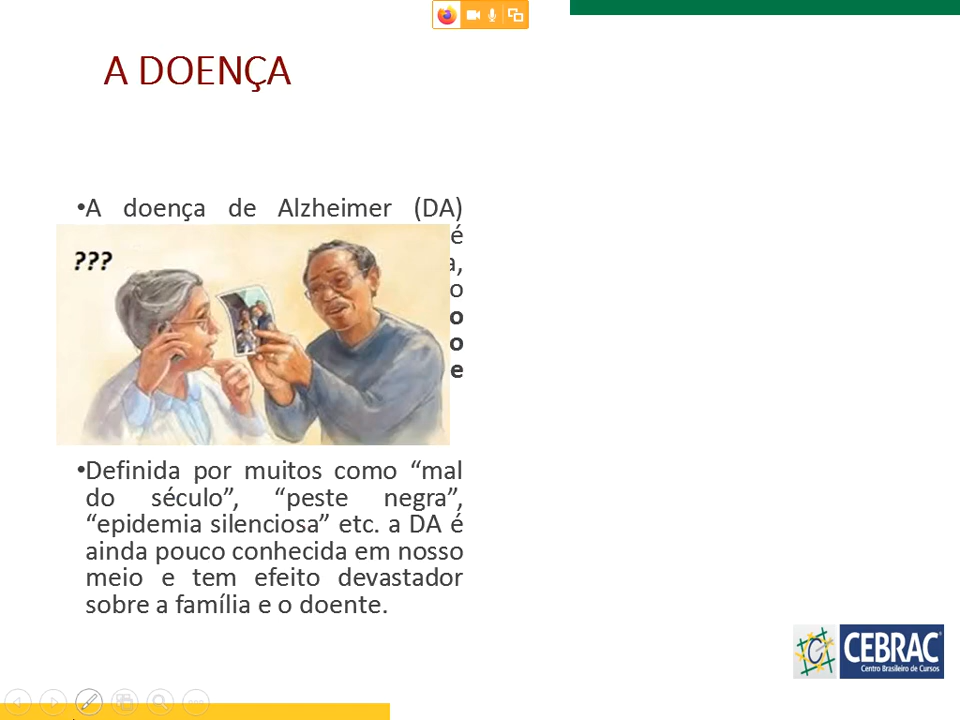 A DOENÇA
•A doença de Alzheimer (DA)
é
a,
o
o
o
e
???
•Definida por muitos como “mal
do século”, “peste negra”,
“epidemia silenciosa” etc. a DA é
ainda pouco conhecida em nosso
meio e tem efeito devastador
sobre a família e o doente.
CEBRAC
Centro Brasileiro de Cursos